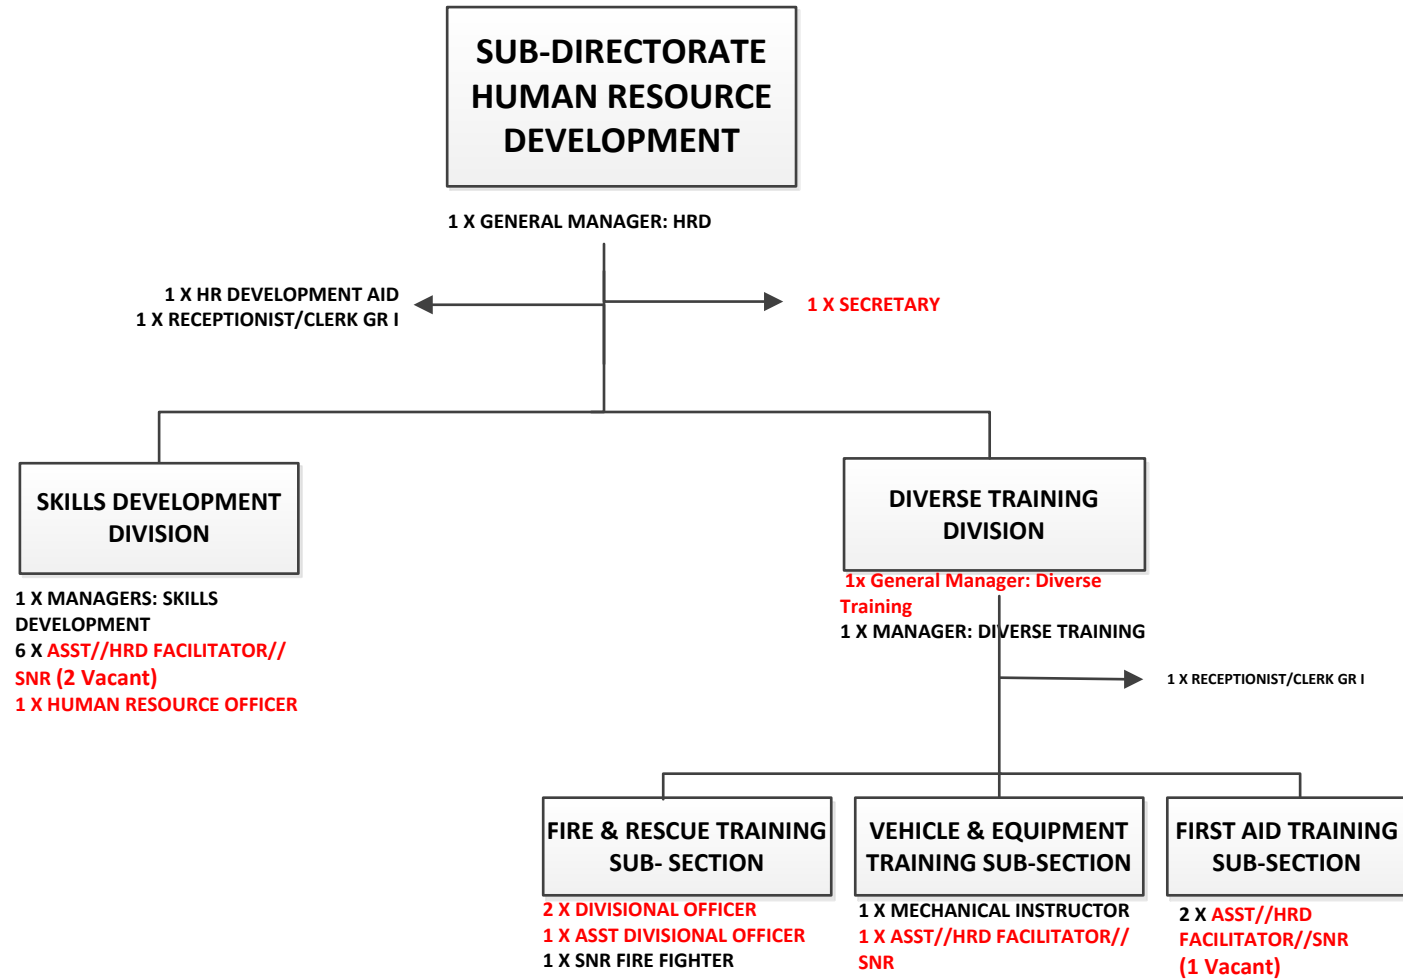 SUB-DIRECTORATE
HUMAN RESOURCE
DEVELOPMENT
1 X GENERAL MANAGER: HRD
1 X HR DEVELOPMENT AID
1 X RECEPTIONIST/CLERK GR I
1 X SECRETARY
SKILLS DEVELOPMENT
DIVISION
1 X MANAGERS: SKILLS
DEVELOPMENT
6 X ASST//HRD FACILITATOR//
SNR (2 Vacant)
1 X HUMAN RESOURCE OFFICER
DIVERSE TRAINING
DIVISION
1x General Manager: Diverse
Training
1 X MANAGER: DIVERSE TRAINING
1 X RECEPTIONIST/CLERK GR I
FIRE & RESCUE TRAINING
SUB- SECTION
2 X DIVISIONAL OFFICER
1 X ASST DIVISIONAL OFFICER
1 X SNR FIRE FIGHTER
VEHICLE & EQUIPMENT
TRAINING SUB-SECTION
1 X MECHANICAL INSTRUCTOR
1 X ASST//HRD FACILITATOR//
SNR
FIRST AID TRAINING
SUB-SECTION
2 X ASST//HRD
FACILITATOR//SNR
(1 Vacant)